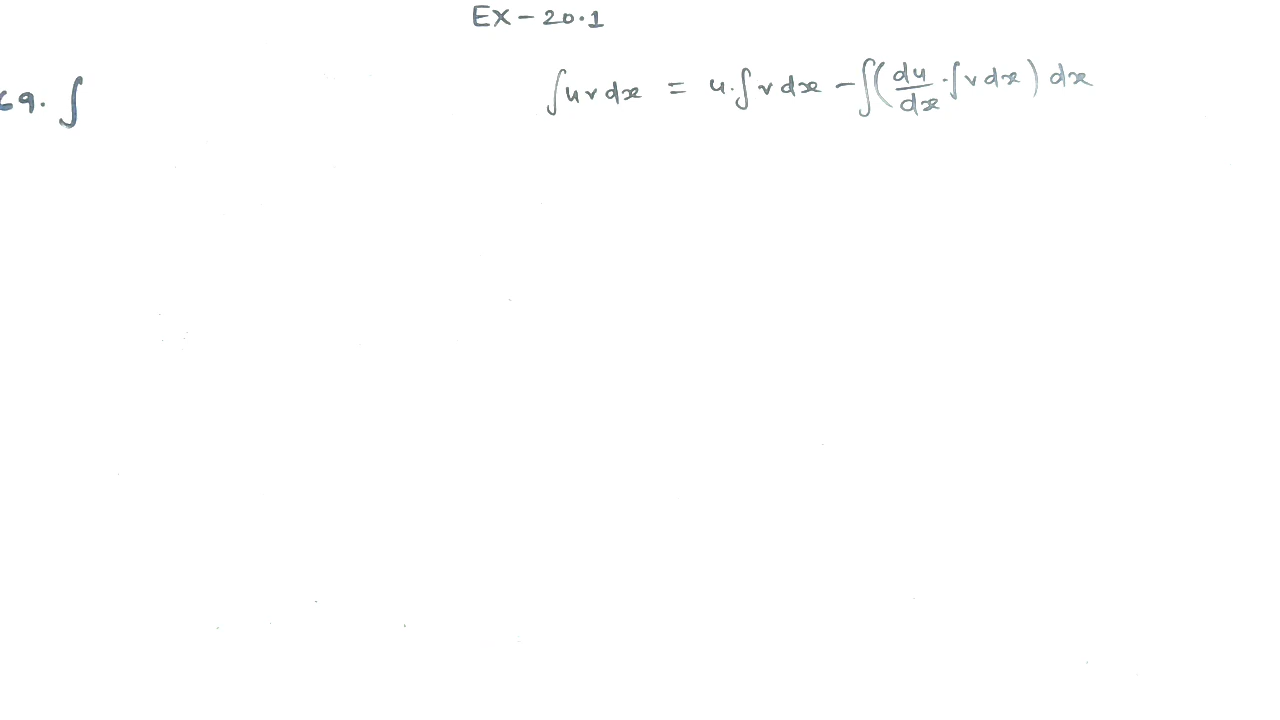 EX - 20.1
69. ∫
∫uv dx = u.∫v dx - ∫(du/dx .∫v dx) dx